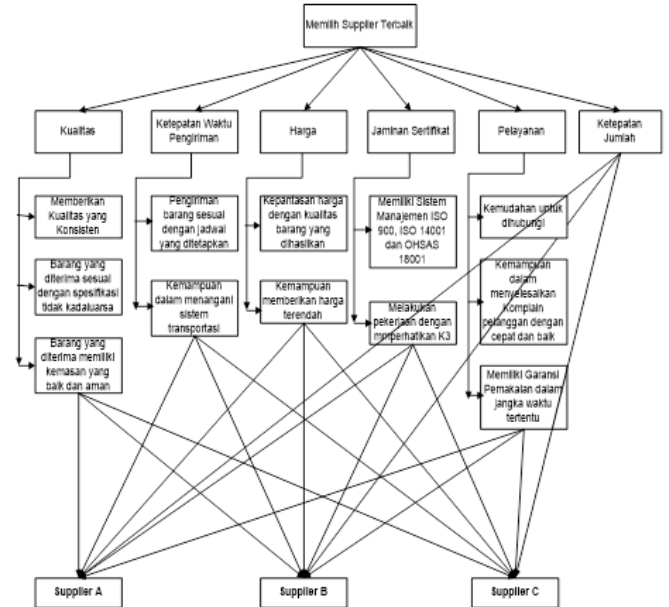 Memilih Supplier Terbaik
Kualitas
Ketepatan Waktu
Pengiriman
Harga
Jaminan Sertifikat
Pelayanan
Ketepatan
Jumlah
Memberikan
Kualitas yang
Konsisten
Barang yang
diterima sesuai
dengan spesifikasi
tidak kadaluarsa
Barang yang
diterima memiliki
kemasan yang
baik dan aman
Pengiriman
barang sesuai
dengan jadwal
yang ditetapkan
Kemampuan
dalam menangani
sistem
transportasi
Kepantasan harga
dengan kualitas
barang yang
dihasilkan
Kemampuan
memberikan harga
terendah
Memiliki Sistem
Manajemen ISO
900, ISO 14001
dan OHSAS
18001
Melakukan
pekerjasn dengan
mmperhatikan K3
Kemudahan untuk
dihubungi
Kemampuan
dalam
menyelesaikan
Komplain
pelanggan dengan
cepat dan baik
Memiliki Garansi
Pemakaian dalam
jangka waktu
tertentu
Supplier A
Supplier B
Supplier C